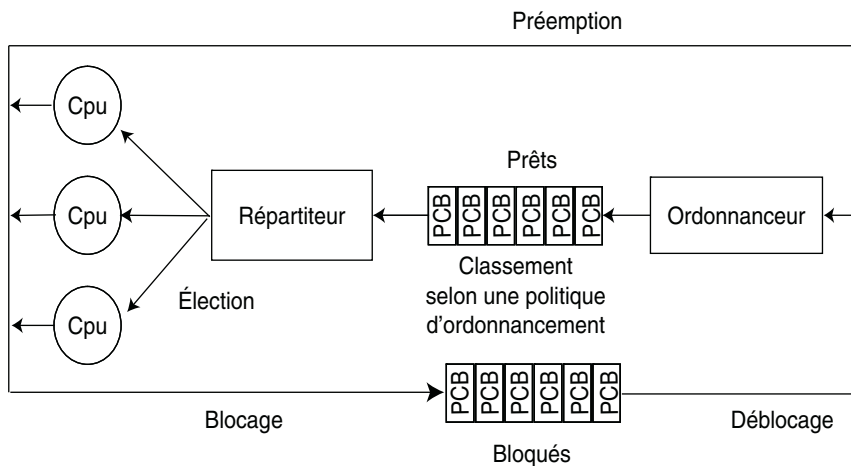 Préemption
Cpu
Prêts
PCB PCB PCB PCB PCB PCB
Cpu
Répartiteur
Ordonnanceur
Classement
selon une politique
d'ordonnancement
Élection
Cpu
PCB PCB PCB PCB PCB PCB
Blocage
Déblocage
Bloqués